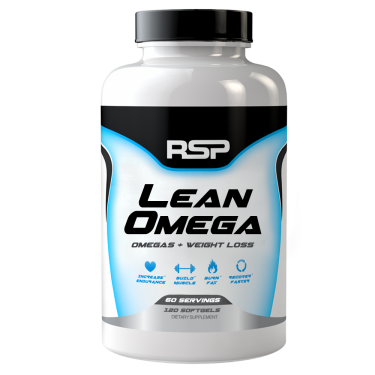 RSP
LEAN
OMEGA
OMEGAS + WEIGHT LOSS
INCREASE* BUILD* BURN* RECOVER*
ENDURANCE MUSCLE FAT FASTER
60 SERVINGS
120 SOFTGELS
DIETARY SUPPLEMENT